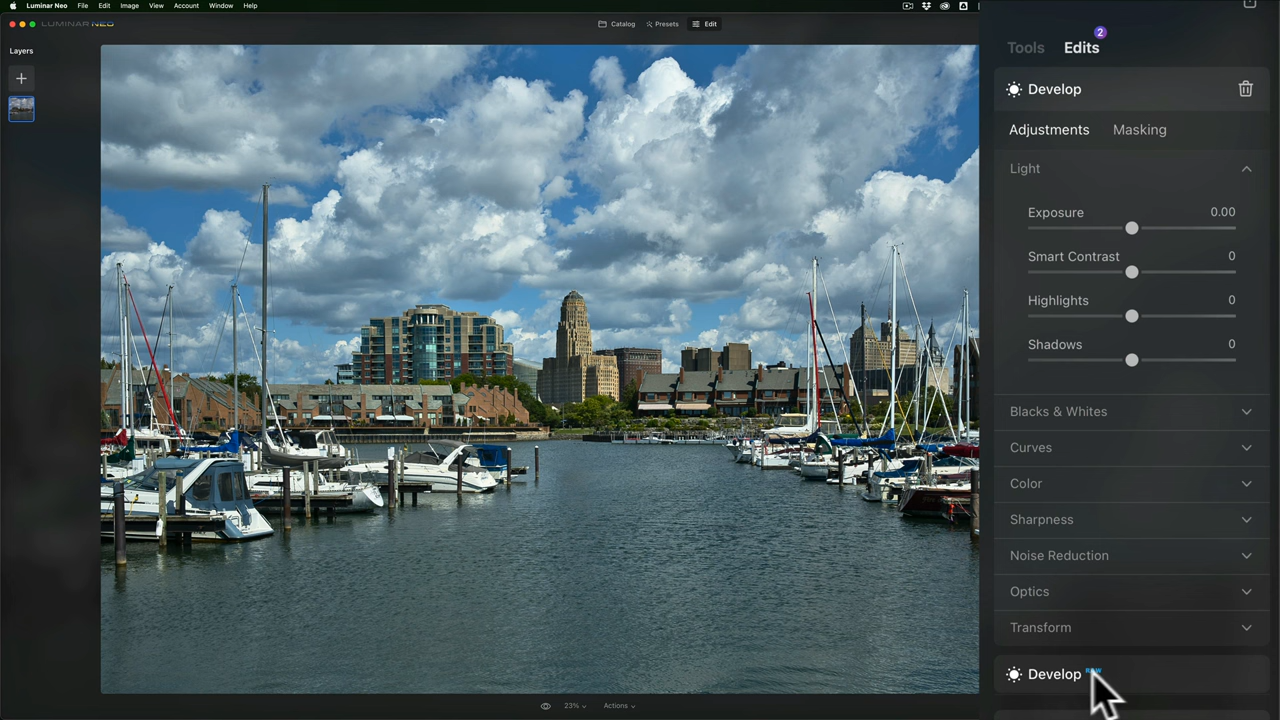 Luminar Neo File Edit Image View Account Window Help
LUMINAR NEO
Catalog Presets Edit
Layers
Tools Edits 2
Develop
Adjustments Masking
Light
Exposure 0.00
Smart Contrast 0
Highlights 0
Shadows 0
Blacks & Whites
Curves
Color
Sharpness
Noise Reduction
Optics
Transform
Develop
23% Actions